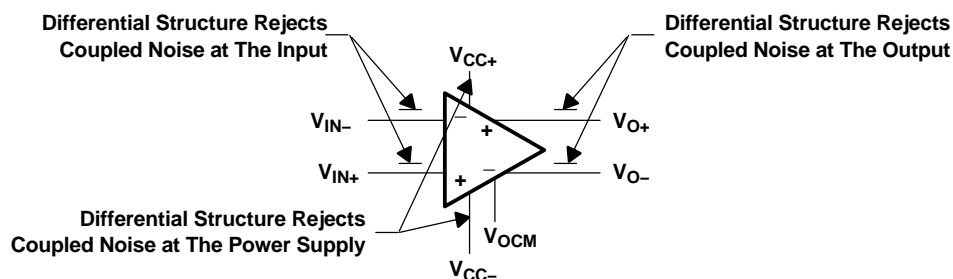 Differential Structure Rejects
Coupled Noise at The Input
Differential Structure Rejects
Coupled Noise at The Output
VCC+
VIN−
−
+
VO+
VIN+
+
−
VO−
Differential Structure Rejects
Coupled Noise at The Power Supply
VOCM
VCC−